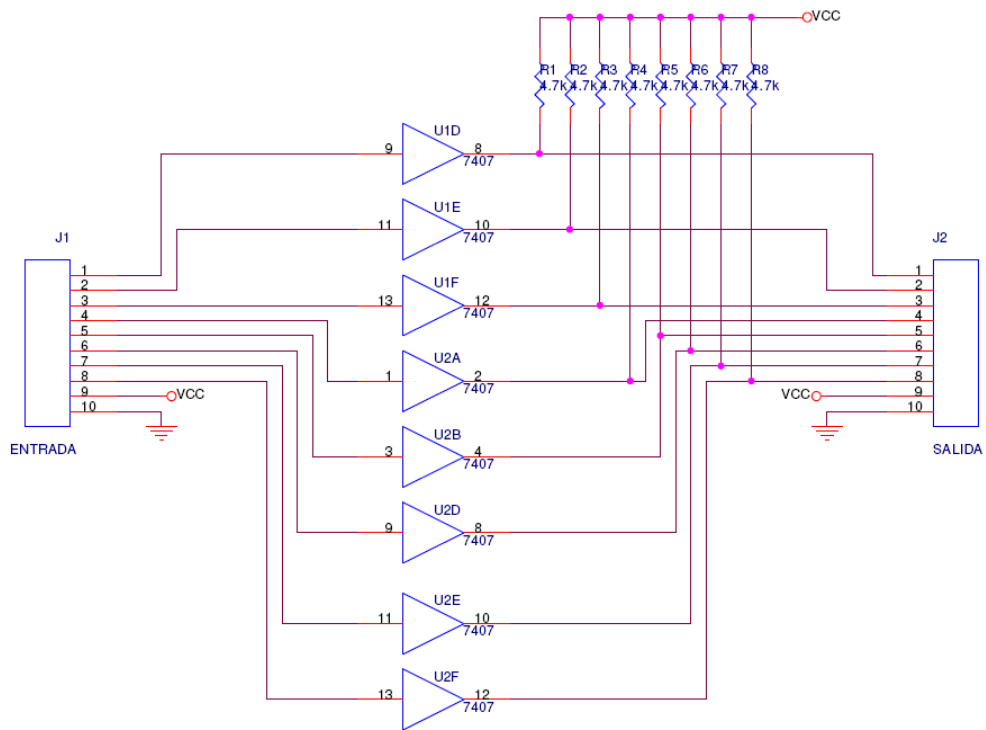 VCC
R1 R2 R3 R4 R5 R6 R7 R8
4.7k 4.7k 4.7k 4.7k 4.7k 4.7k 4.7k 4.7k
U1D
9 8
7407
U1E
11 10
7407
J1
J2
1 1
2 2
U1F
3 13 12 3
7407
4 4
5 5
6 6
U2A
7 7
8 1 2 8
7407
9 VCC VCC 9
10 10
U2B
ENTRADA SALIDA
3 4
7407
U2D
9 8
7407
U2E
11 10
7407
U2F
13 12
7407